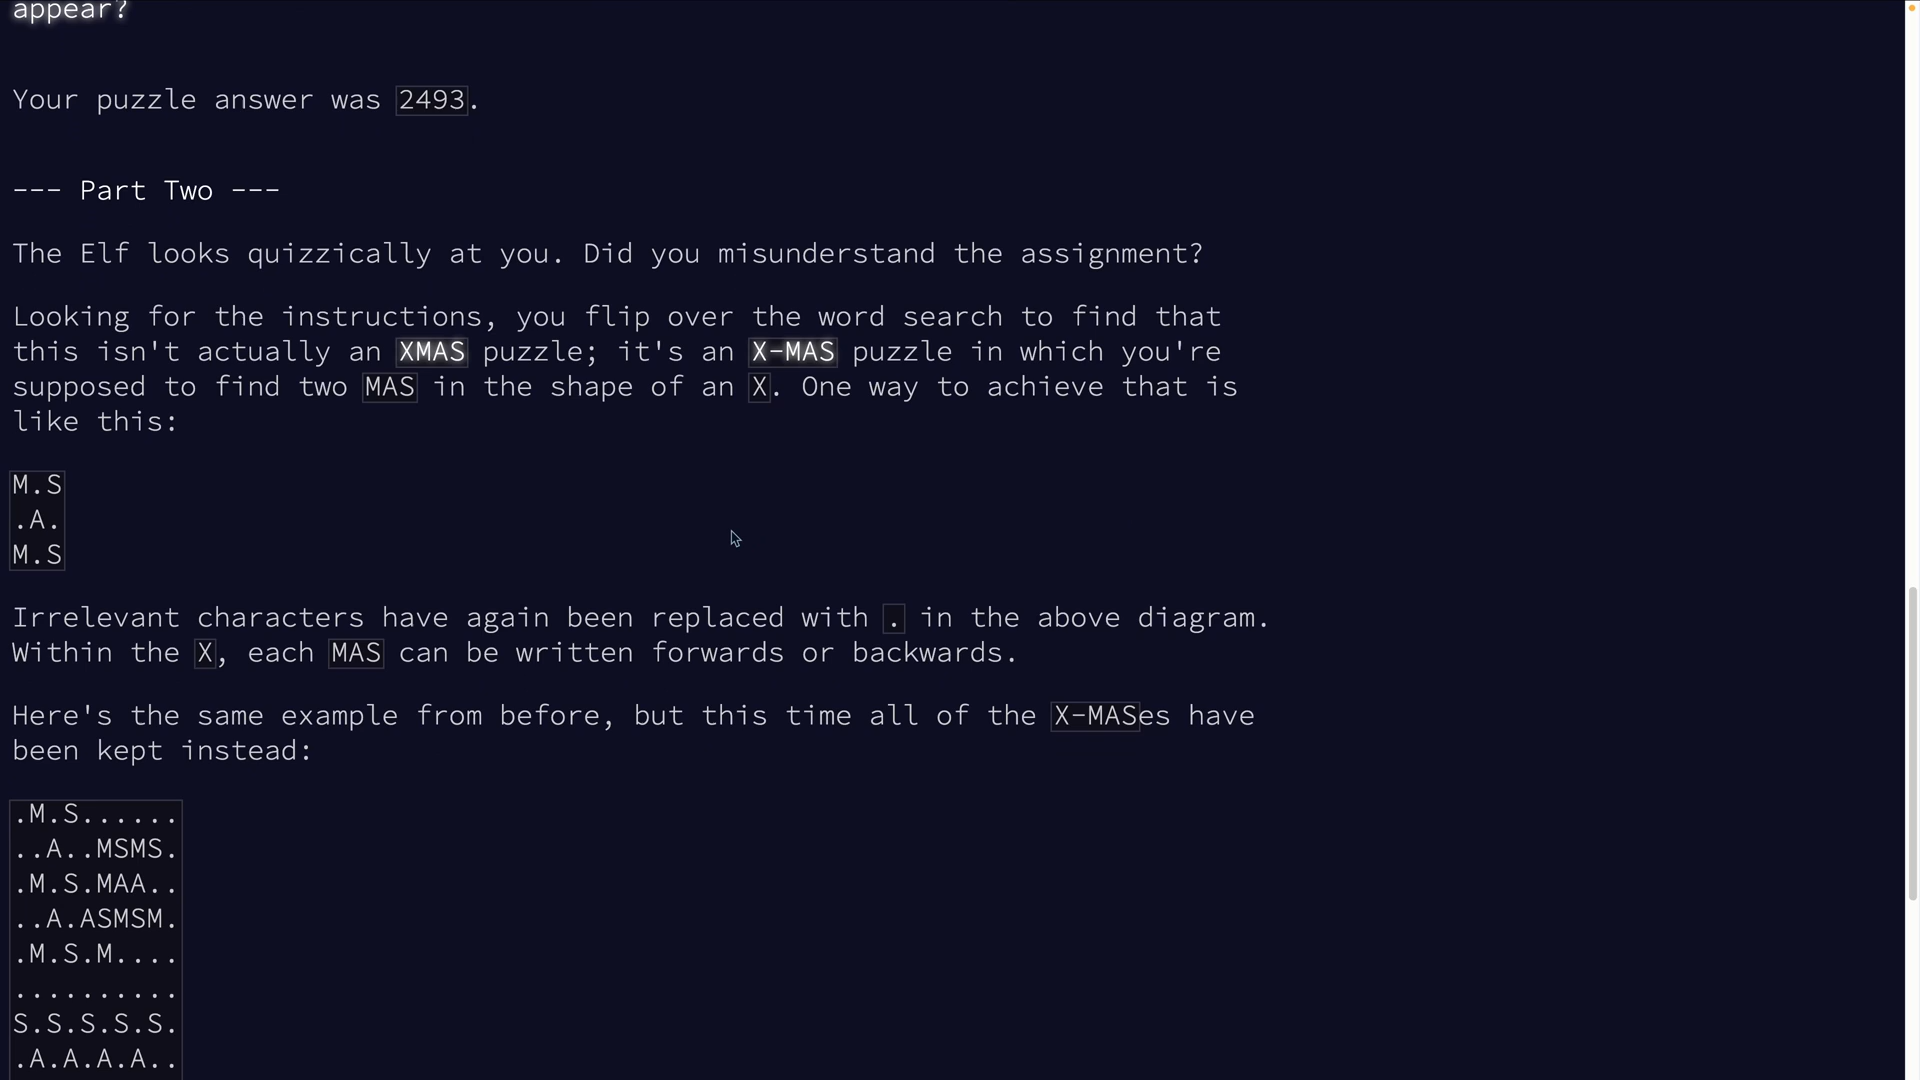 appear?
Your puzzle answer was 2493.
--- Part Two ---
The Elf looks quizzically at you. Did you misunderstand the assignment?
Looking for the instructions, you flip over the word search to find that
this isn't actually an XMAS puzzle; it's an X-MAS puzzle in which you're
supposed to find two MAS in the shape of an X. One way to achieve that is
like this:
M.S
.A.
M.S
Irrelevant characters have again been replaced with . in the above diagram.
Within the X, each MAS can be written forwards or backwards.
Here's the same example from before, but this time all of the X-MASes have
been kept instead:
.M.S......
..A..MSMS.
.M.S.MAA..
..A.ASMSM.
.M.S.M....
..........
S.S.S.S.S.
.A.A.A.A..